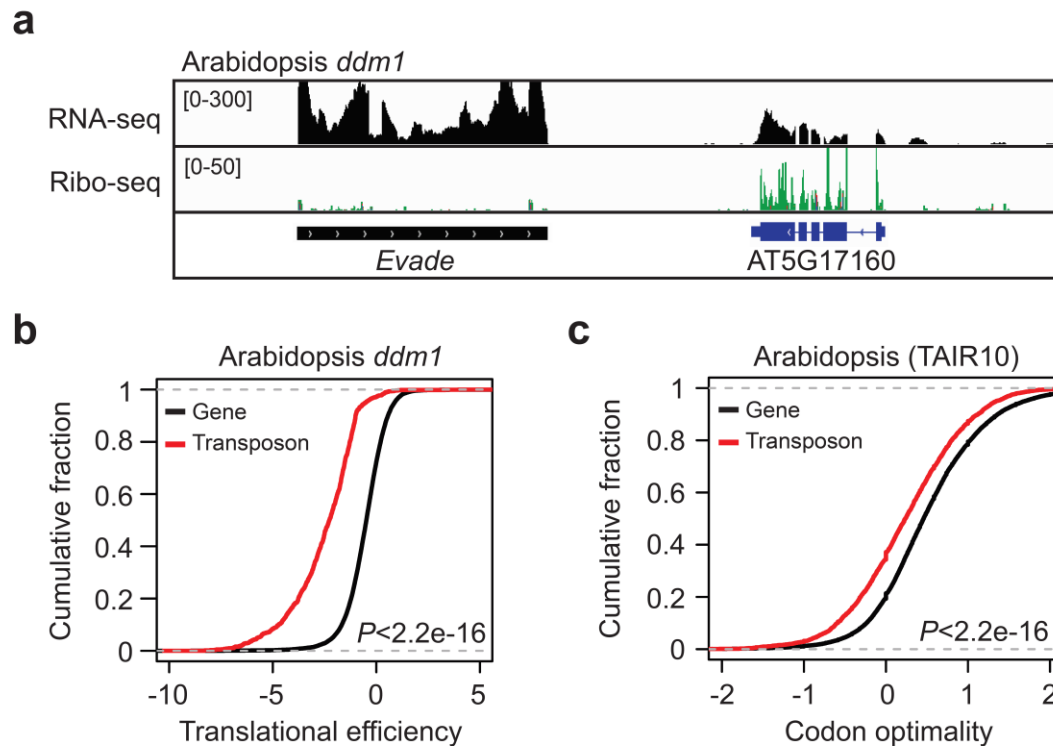 a
Arabidopsis ddm1
RNA-seq
[0-300]
Ribo-seq
[0-50]
Evade
AT5G17160
b
Arabidopsis ddm1
Cumulative fraction
1
0.8
0.6
0.4
0.2
0
Gene
Transposon
P<2.2e-16
-10
-5
0
5
Translational efficiency
c
Arabidopsis (TAIR10)
Cumulative fraction
1
0.8
0.6
0.4
0.2
0
Gene
Transposon
P<2.2e-16
-2
-1
0
1
2
Codon optimality